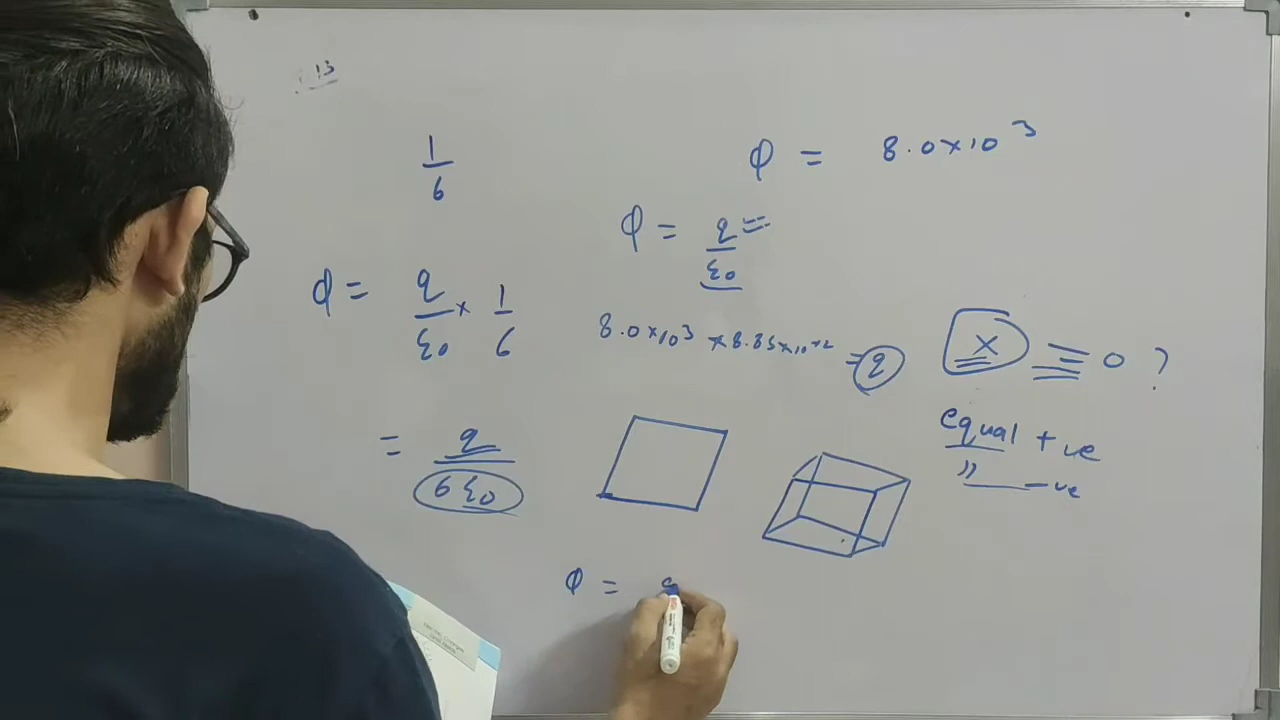 13
1/6
φ = 8.0×10³
φ = q/ε₀ =
φ = q/ε₀ × 1/6
8.0×10³ × 8.85×10⁻¹² = q
x = 0 ?
= q/6ε₀
equal +ve
" —ve
φ =